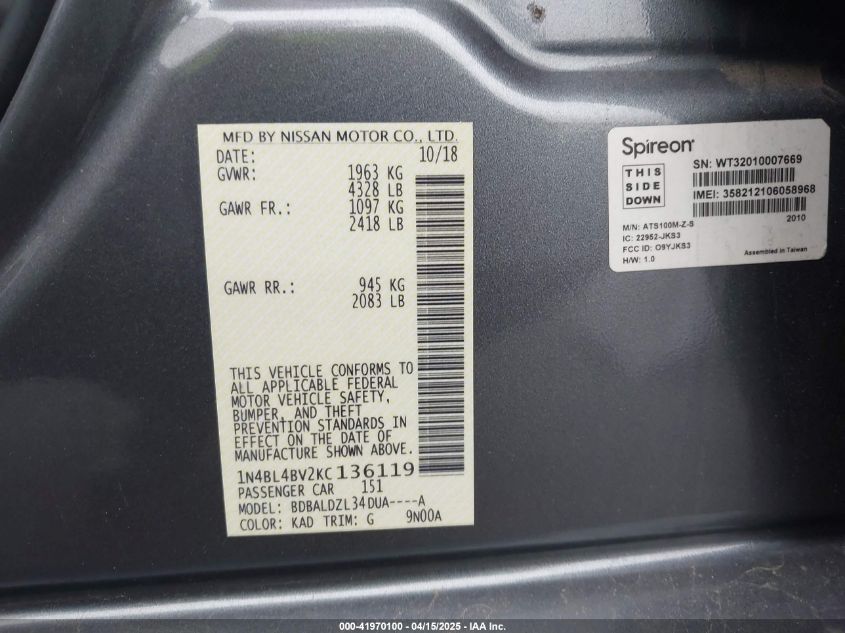 MFD BY NISSAN MOTOR CO., LTD.
DATE: 10/18
GVWR: 1963 KG
4328 LB
GAWR FR.: 1097 KG
2418 LB
GAWR RR.: 945 KG
2083 LB
THIS VEHICLE CONFORMS TO
ALL APPLICABLE FEDERAL
MOTOR VEHICLE SAFETY,
BUMPER, AND THEFT
PREVENTION STANDARDS IN
EFFECT ON THE DATE OF
MANUFACTURE SHOWN ABOVE.
1N4BL4BV2KC136119
PASSENGER CAR 151
MODEL: BDBALDZL34DUA----A
COLOR: KAD TRIM: G 9N00A
Spireon
SN: WT32010007669
THIS
SIDE
DOWN
IMEI: 358212106058968
2010
M/N: ATS100M-Z-S
IC: 22952-JKS3
FCC ID: O9YJKS3
H/W: 1.0
Assembled in Taiwan
000-41970100 - 04/15/2025 - IAA Inc.